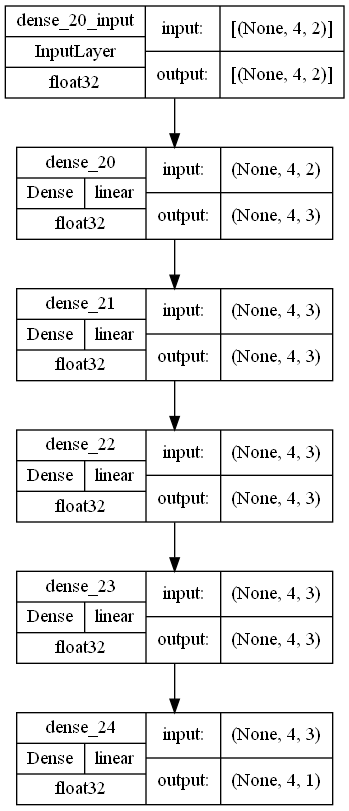 dense_20_input input: [(None, 4, 2)]
InputLayer
float32 output: [(None, 4, 2)]
dense_20 input: (None, 4, 2)
Dense linear output: (None, 4, 3)
float32
dense_21 input: (None, 4, 3)
Dense linear output: (None, 4, 3)
float32
dense_22 input: (None, 4, 3)
Dense linear output: (None, 4, 3)
float32
dense_23 input: (None, 4, 3)
Dense linear output: (None, 4, 3)
float32
dense_24 input: (None, 4, 3)
Dense linear output: (None, 4, 1)
float32